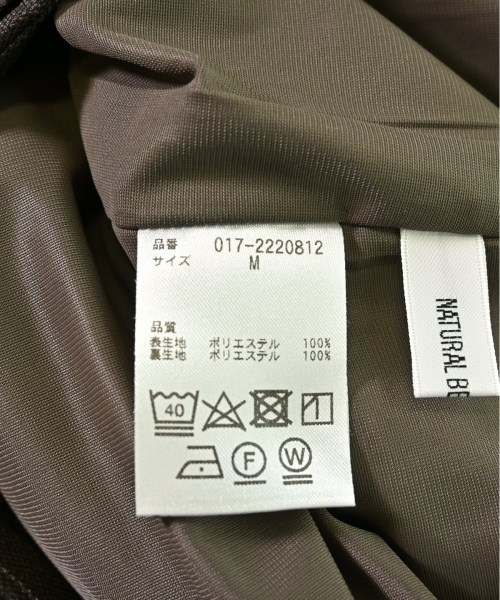 品番 017-2220812
サイズ M
品質
表生地 ポリエステル 100%
裏生地 ポリエステル 100%
40
F W
NATURAL BE